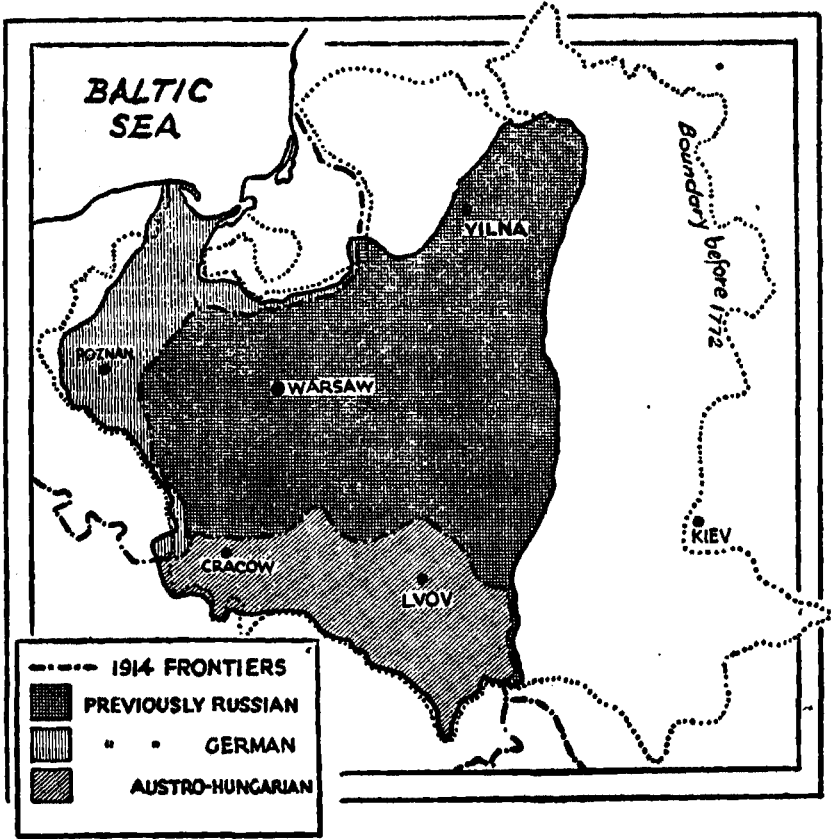 BALTIC
SEA
Boundary before 1772
VILNA
POZNAN
WARSAW
KIEV
CRACOW
LVOV
1914 FRONTIERS
PREVIOUSLY RUSSIAN
" " GERMAN
AUSTRO-HUNGARIAN